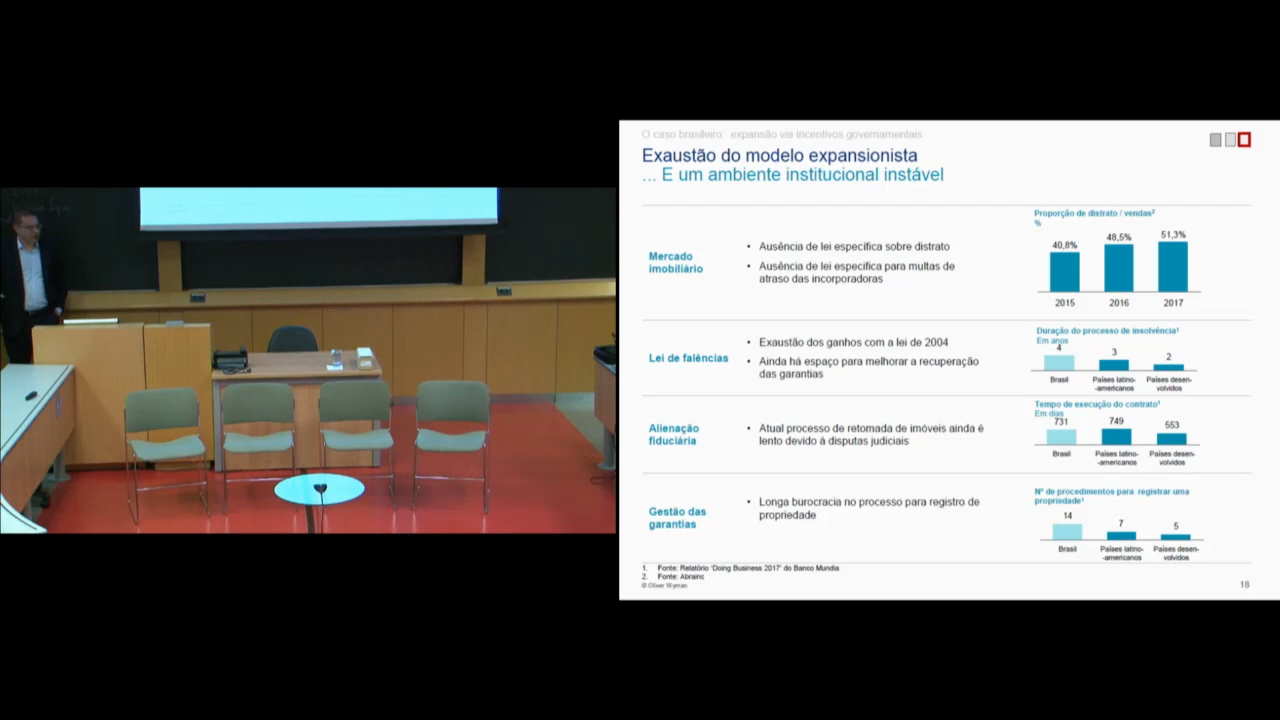 O caso brasileiro: expansão via incentivos governamentais
Exaustão do modelo expansionista
... E um ambiente institucional instável
Mercado
imobiliário
• Ausência de lei específica sobre distrato
• Ausência de lei específica para multas de
atraso das incorporadoras
Proporção de distrato / vendas²
%
40,8%
48,5%
51,3%
2015
2016
2017
Lei de falências
• Exaustão dos ganhos com a lei de 2004
• Ainda há espaço para melhorar a recuperação
das garantias
Duração do processo de insolvência¹
Em anos
4
3
2
Brasil
Países latino-
-americanos
Países desen-
volvidos
Alienação
fiduciária
• Atual processo de retomada de imóveis ainda é
lento devido à disputas judiciais
Tempo de execução do contrato¹
Em dias
731
749
553
Brasil
Países latino-
-americanos
Países desen-
volvidos
Gestão das
garantias
• Longa burocracia no processo para registro de
propriedade
Nº de procedimentos para registrar uma
propriedade¹
14
7
5
Brasil
Países latino-
-americanos
Países desen-
volvidos
1. Fonte: Relatório 'Doing Business 2017' do Banco Mundia
2. Fonte: Abrainc
© Oliver Wyman
18